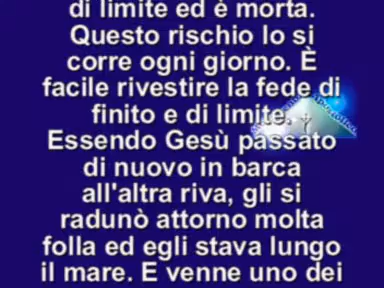 di limite ed è morta.
Questo rischio lo si
corre ogni giorno. È
facile rivestire la fede di
finito e di limite.
Essendo Gesù passato
di nuovo in barca
all'altra riva, gli si
radunò attorno molta
folla ed egli stava lungo
il mare. E venne uno dei